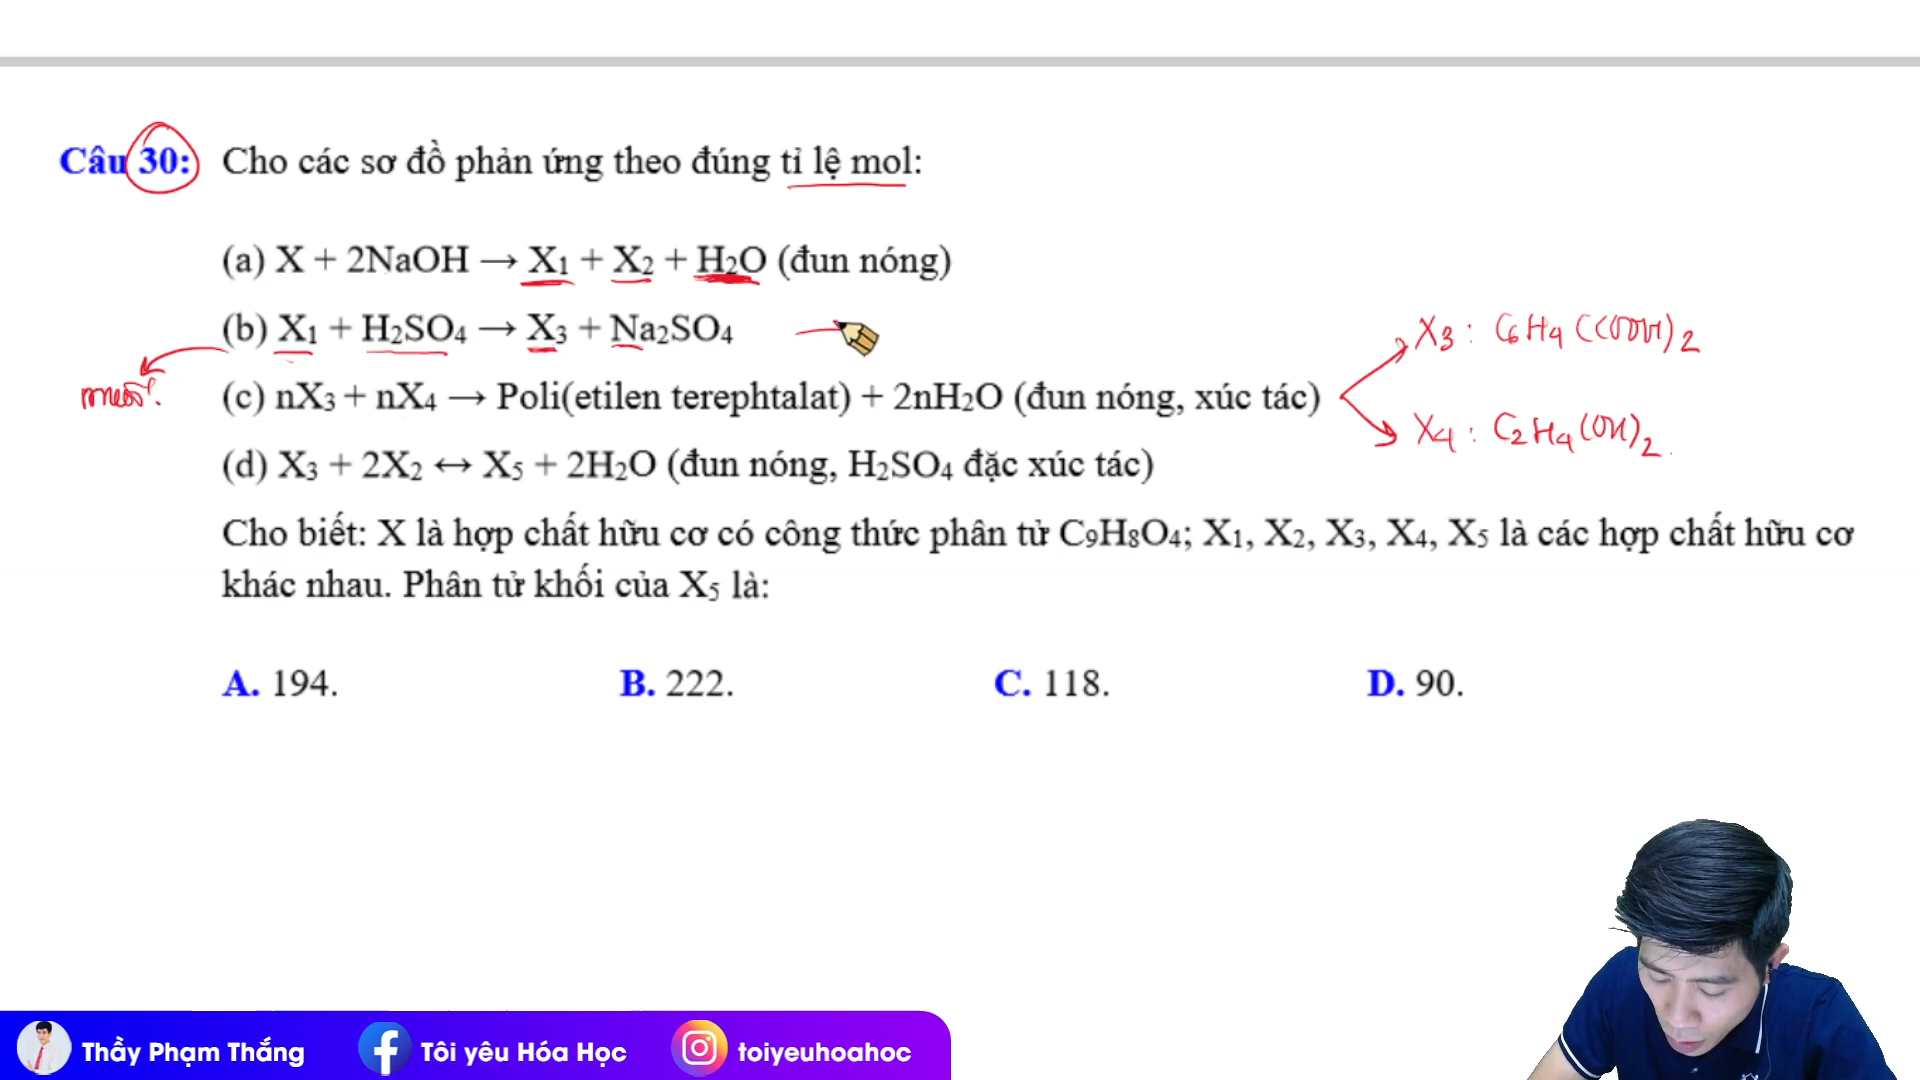 Câu 30: Cho các sơ đồ phản ứng theo đúng tỉ lệ mol:
(a) X + 2NaOH → X₁ + X₂ + H₂O (đun nóng)
(b) X₁ + H₂SO₄ → X₃ + Na₂SO₄
X₃ : C₆H₄(COOH)₂
muối.
(c) nX₃ + nX₄ → Poli(etilen terephtalat) + 2nH₂O (đun nóng, xúc tác)
X₄ : C₂H₄(OH)₂.
(d) X₃ + 2X₂ ↔ X₅ + 2H₂O (đun nóng, H₂SO₄ đặc xúc tác)
Cho biết: X là hợp chất hữu cơ có công thức phân tử C₉H₈O₄; X₁, X₂, X₃, X₄, X₅ là các hợp chất hữu cơ
khác nhau. Phân tử khối của X₅ là:
A. 194. B. 222. C. 118. D. 90.
Thầy Phạm Thắng Tôi yêu Hóa Học toiyeuhoahoc